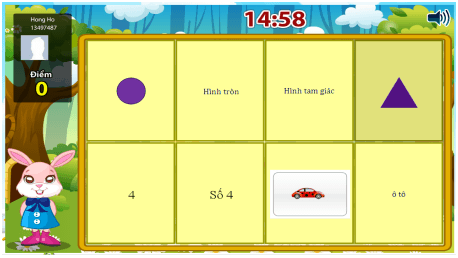 Hong Ho
13497487
Điểm
0
14:58
Hình tròn
Hình tam giác
4
Số 4
ô tô